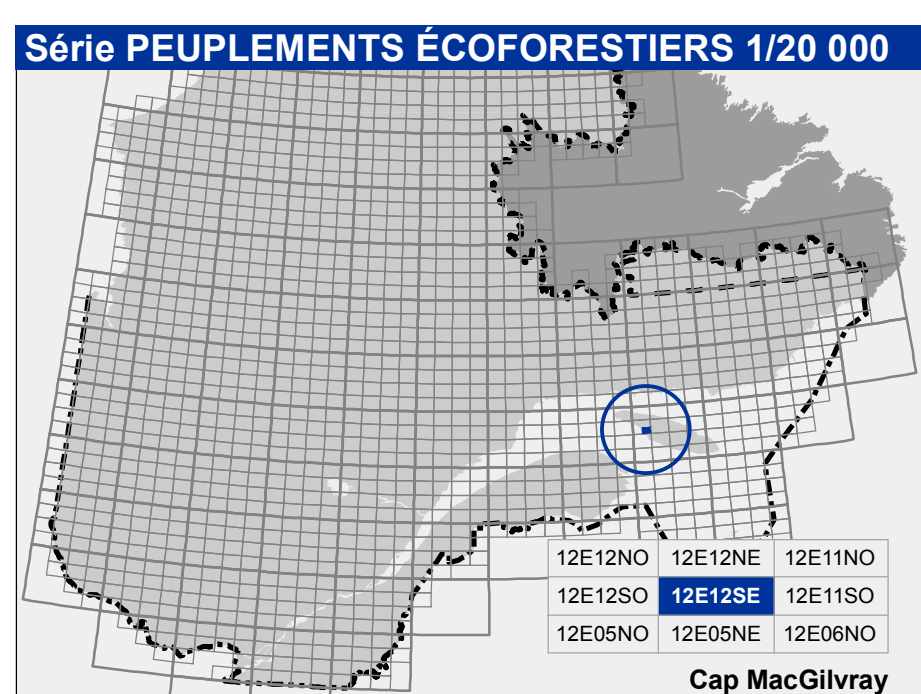 Série PEUPLEMENTS ÉCOFORESTIERS 1/20 000
12E12NO 12E12NE 12E11NO
12E12SO 12E12SE 12E11SO
12E05NO 12E05NE 12E06NO
Cap MacGilvray